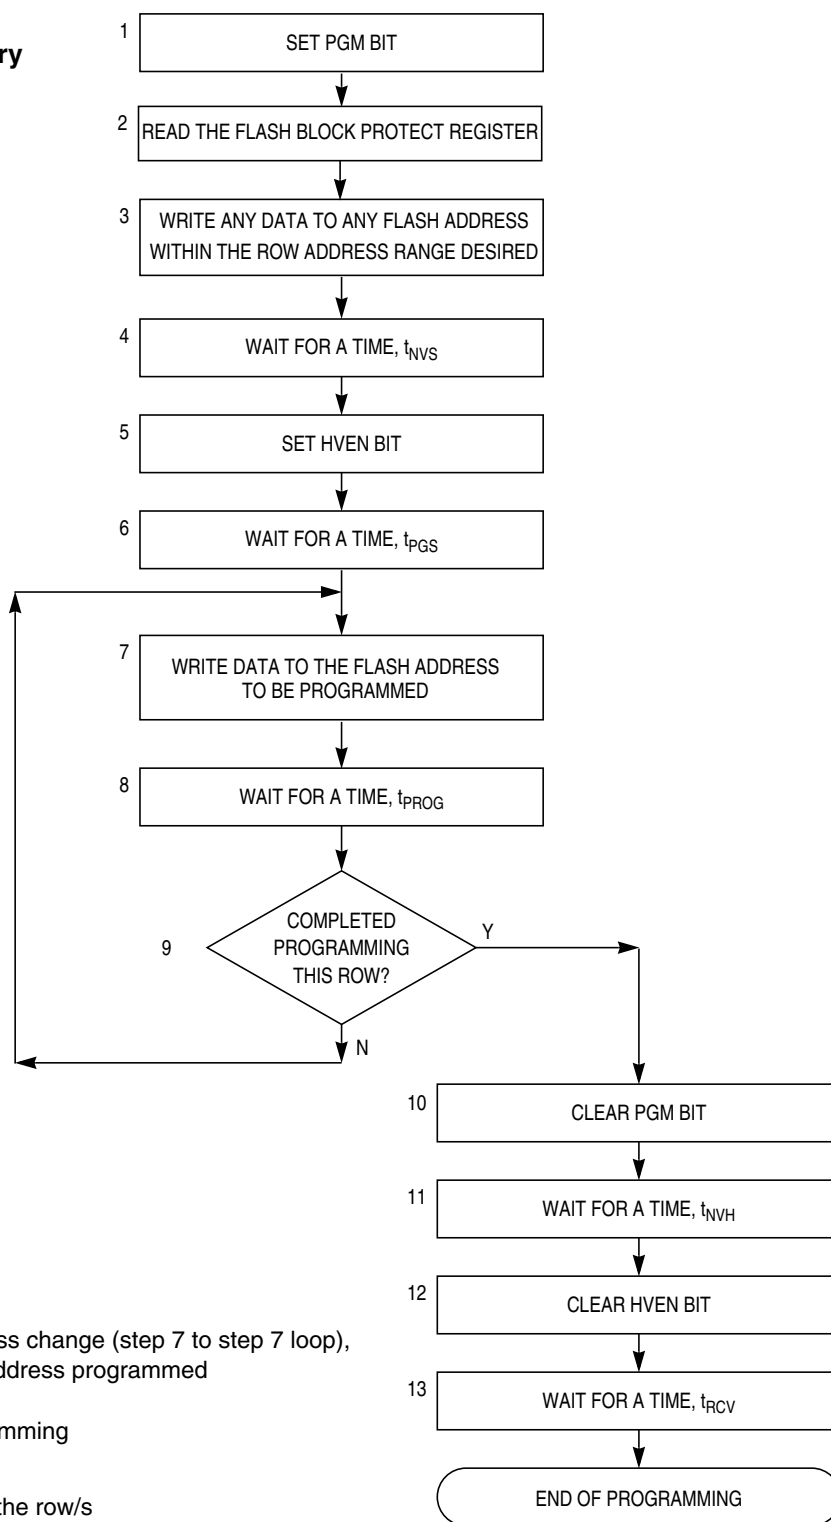 ry
1
SET PGM BIT
2
READ THE FLASH BLOCK PROTECT REGISTER
3
WRITE ANY DATA TO ANY FLASH ADDRESS
WITHIN THE ROW ADDRESS RANGE DESIRED
4
WAIT FOR A TIME, tNVS
5
SET HVEN BIT
6
WAIT FOR A TIME, tPGS
7
WRITE DATA TO THE FLASH ADDRESS
TO BE PROGRAMMED
8
WAIT FOR A TIME, tPROG
9
COMPLETED
PROGRAMMING
THIS ROW?
Y
N
10
CLEAR PGM BIT
11
WAIT FOR A TIME, tNVH
12
CLEAR HVEN BIT
13
WAIT FOR A TIME, tRCV
END OF PROGRAMMING
ss change (step 7 to step 7 loop),
ddress programmed
mming
the row/s